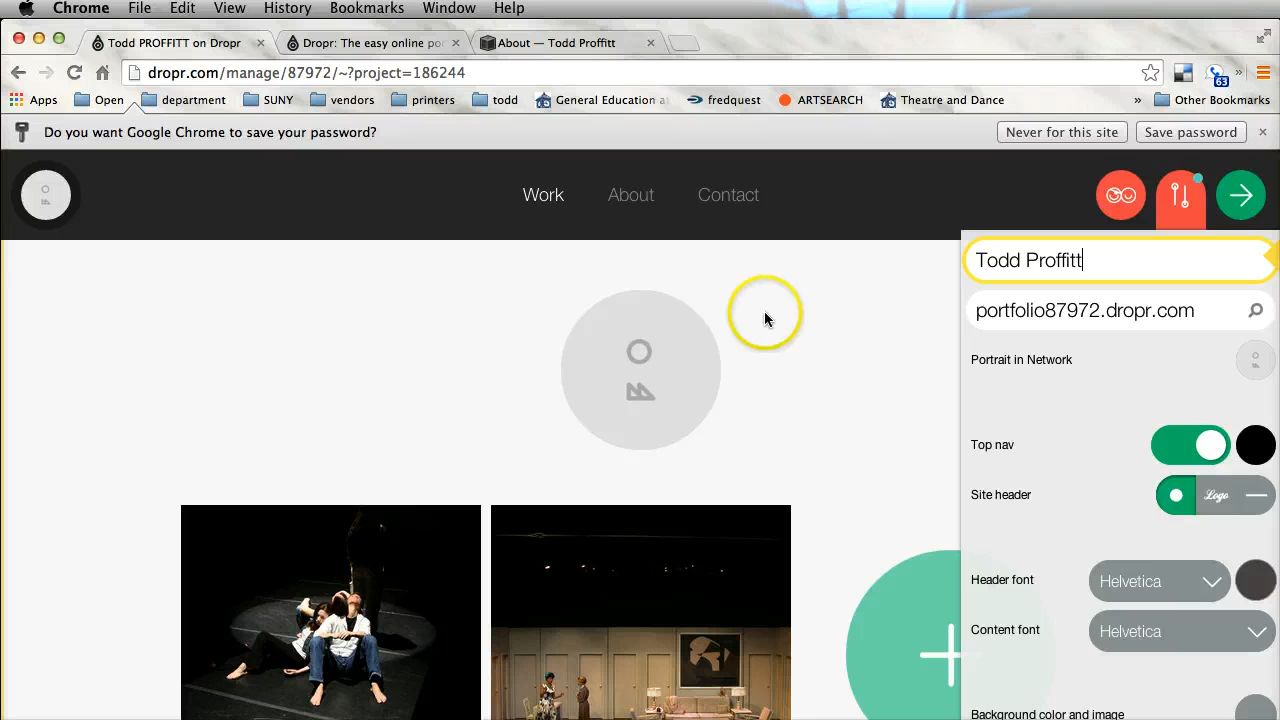 Chrome File Edit View History Bookmarks Window Help
Todd PROFFITT on Dropr Dropr: The easy online po About — Todd Proffitt
dropr.com/manage/87972/~?project=186244
63
Apps Open department SUNY vendors printers todd General Education a frdquest ARTSEARCH Theatre and Dance Other Bookmarks
Do you want Google Chrome to save your password? Never for this site Save password
Work About Contact
Todd Proffitt
portfolio87972.dropr.com
Portrait in Network
Top nav
Site header Logo
Header font Helvetica
Content font Helvetica
Background color and image